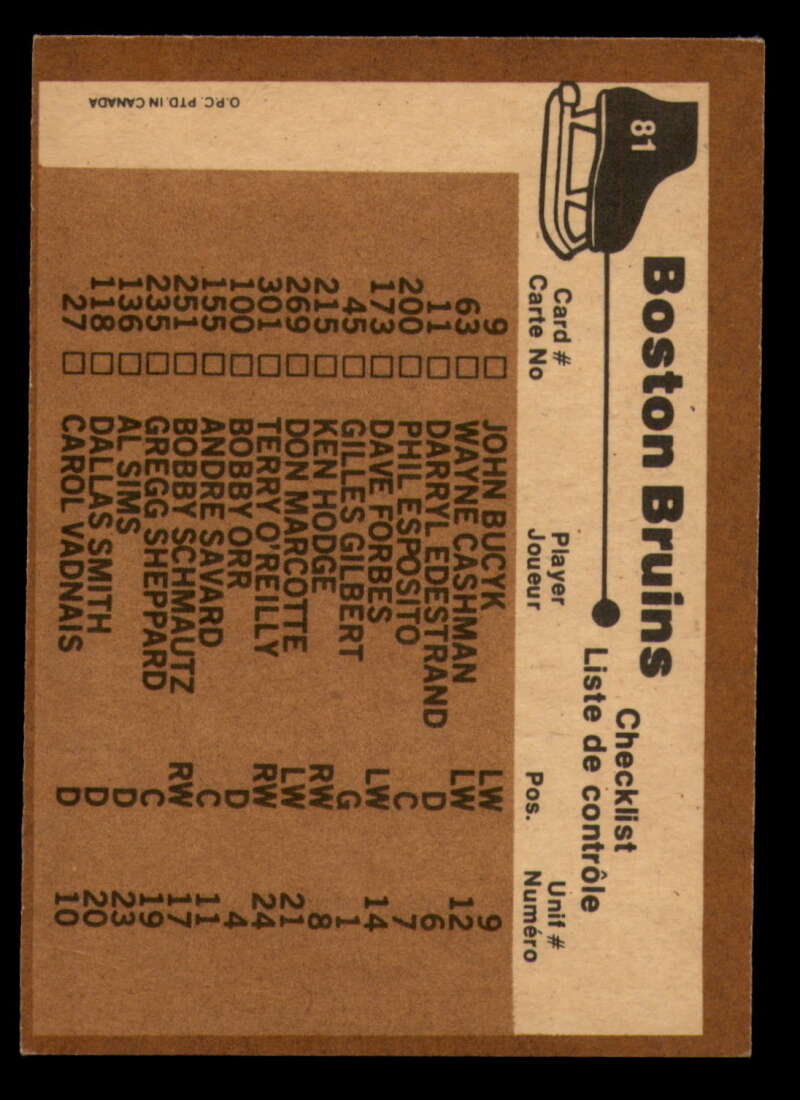 81
Boston Bruins
Checklist
Liste de contrôle
Card # Player Pos. Unif #
Carte No Joueur Numéro
9 JOHN BUCYK LW 9
63 WAYNE CASHMAN LW 12
11 DARRYL EDESTRAND D 6
200 PHIL ESPOSITO C 7
173 DAVE FORBES LW 14
45 GILLES GILBERT G 1
215 KEN HODGE RW 8
269 DON MARCOTTE LW 21
301 TERRY O'REILLY RW 24
100 BOBBY ORR D 4
155 ANDRE SAVARD C 11
251 BOBBY SCHMAUTZ RW 17
235 GREGG SHEPPARD C 19
136 AL SIMS D 23
118 DALLAS SMITH D 20
27 CAROL VADNAIS D 10
O.P.C. PTD. IN CANADA